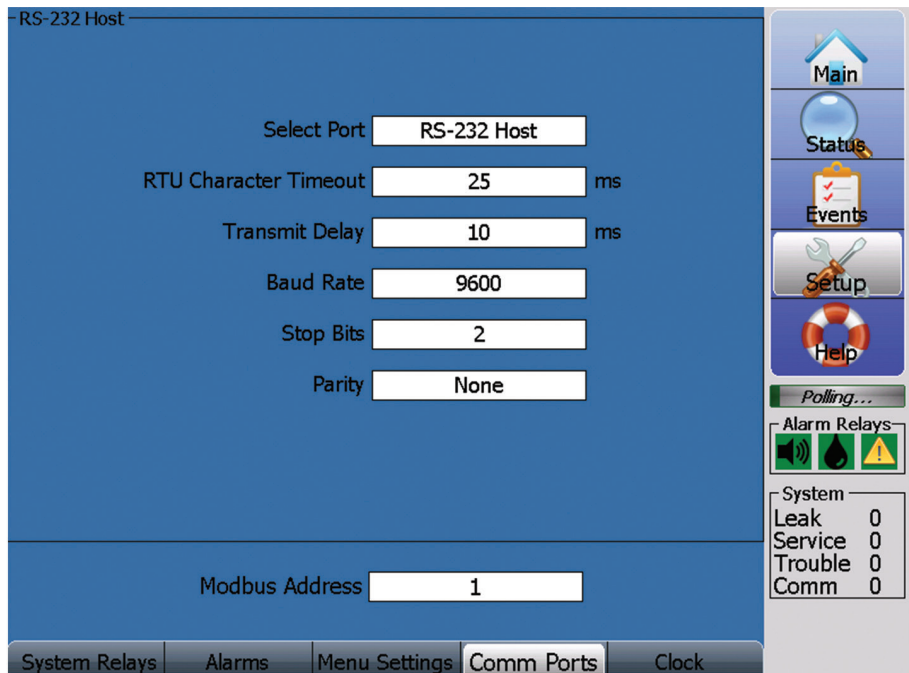 RS-232 Host
Select Port RS-232 Host
RTU Character Timeout 25 ms
Transmit Delay 10 ms
Baud Rate 9600
Stop Bits 2
Parity None
Modbus Address 1
System Relays Alarms Menu Settings Comm Ports Clock
Main
Status
Events
Setup
Help
Polling...
Alarm Relays
System
Leak 0
Service 0
Trouble 0
Comm 0